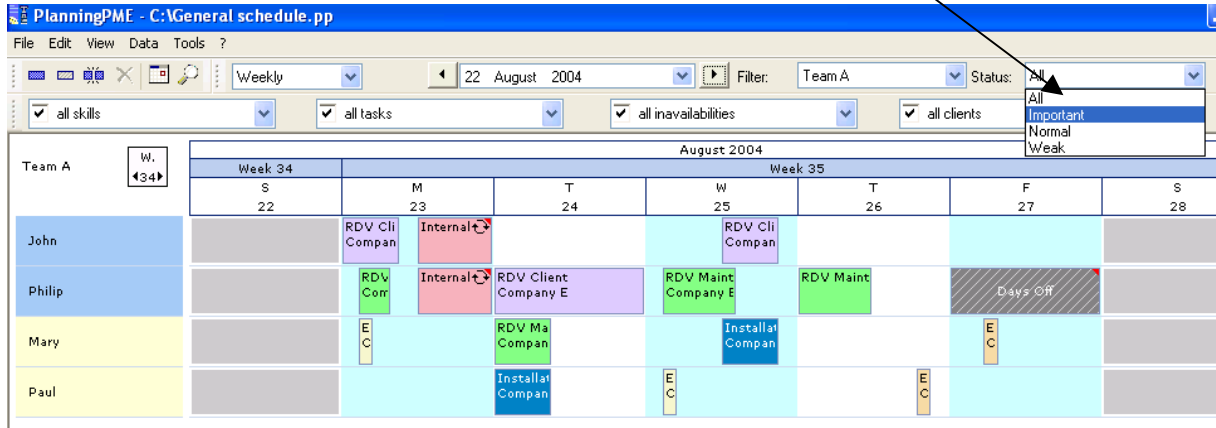 PlanningPME - C:\General schedule.pp
File Edit View Data Tools ?
Weekly 22 August 2004 Filter: Team A Status: All
all skills all tasks all inavailabilities all clients
All
Important
Normal
Weak
Team A
W.
34
August 2004
Week 34 Week 35
S M T W T F S
22 23 24 25 26 27 28
John
RDV Cli
Compan
Internal
RDV Cli
Compan
Philip
RDV
Com
Internal
RDV Client
Company E
RDV Maint
Company E
RDV Maint
Days Off
Mary
E
C
RDV Ma
Compan
Installat
Compan
E
C
Paul
Installat
Compan
E
C
E
C